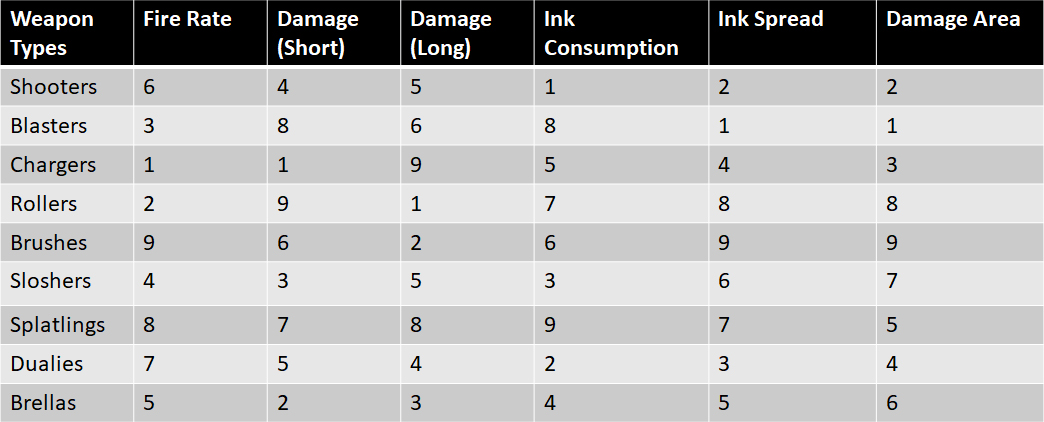 Weapon Types Fire Rate Damage (Short) Damage (Long) Ink Consumption Ink Spread Damage Area
Shooters 6 4 5 1 2 2
Blasters 3 8 6 8 1 1
Chargers 1 1 9 5 4 3
Rollers 2 9 1 7 8 8
Brushes 9 6 2 6 9 9
Sloshers 4 3 5 3 6 7
Splatlings 8 7 8 9 7 5
Dualies 7 5 4 2 3 4
Brellas 5 2 3 4 5 6